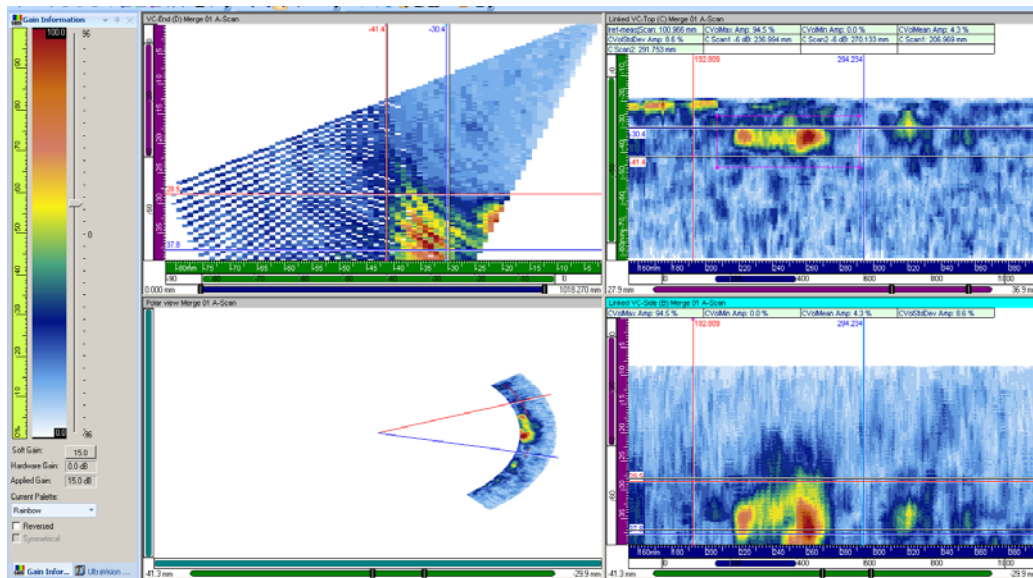 Gain Information
100.0
96
0
0.0
-96
Soft Gain: 15.0
Hardware Gain: 0.0 dB
Applied Gain: 15.0 dB
Current Palette:
Rainbow
Reversed
Symmetrical
Gain Infor...
UltraVision ...
VC-End (D) Merge 01 A-Scan
-41.4
-30.4
28.5
37.8
0.000 mm
1018.270 mm
Polar view Merge 01 A-Scan
-41.3 mm
-29.9 mm
Linked VC-Top (C) Merge 01 A-Scan
CVolMax Amp: 94.5 %
CVolMin Amp: 0.0 %
CVolMean Amp: 4.3 %
CVolStdDev Amp: 8.6 %
C Scan1 -6 dB: 236.994 mm
C Scan2 -6 dB: 270.133 mm
C Scan1: 206.969 mm
C Scan2: 291.753 mm
192.809
294.234
-30.4
-41.4
27.9 mm
36.9 mm
Linked VC-Side (B) Merge 01 A-Scan
CVolMax Amp: 94.5 %
CVolMin Amp: 0.0 %
CVolMean Amp: 4.3 %
CVolStdDev Amp: 8.6 %
192.809
294.234
-41.3 mm
-29.9 mm